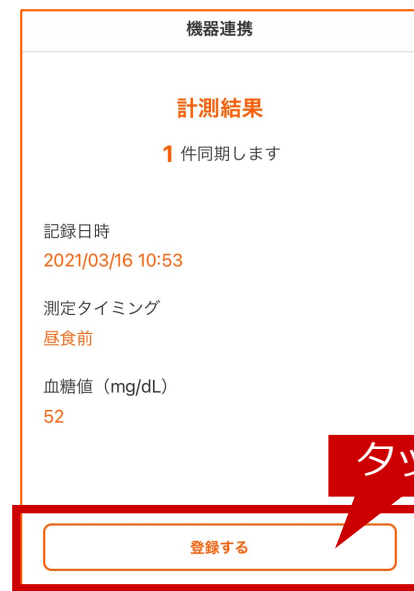 機器連携
計測結果
1 件同期します
記録日時
2021/03/16 10:53
測定タイミング
昼食前
血糖値（mg/dL）
52
タッ
登録する